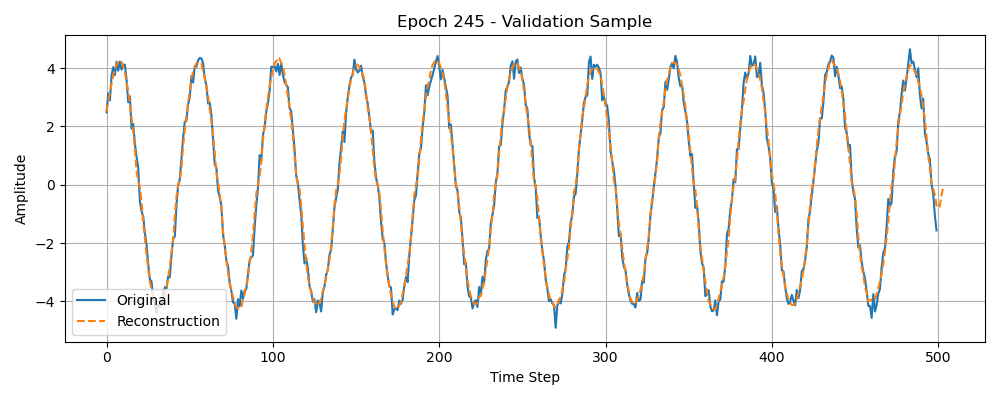 Epoch 245 - Validation Sample
Amplitude
4
2
0
−2
−4
Original
Reconstruction
0
100
200
300
400
500
Time Step